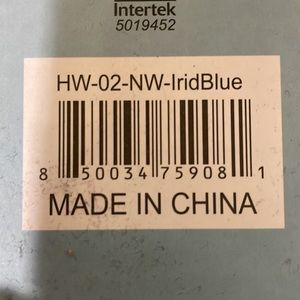 Intertek
5019452
HW-02-NW-IridBlue
8 50034 75908 1
MADE IN CHINA